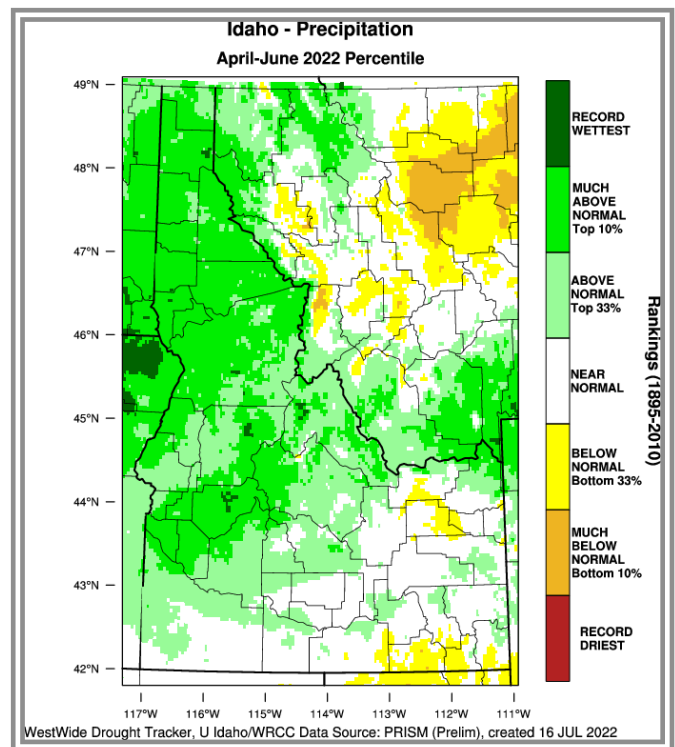 Idaho - Precipitation
April-June 2022 Percentile
49°N
48°N
47°N
46°N
45°N
44°N
43°N
42°N
117°W 116°W 115°W 114°W 113°W 112°W 111°W
RECORD
WETTEST
MUCH
ABOVE
NORMAL
Top 10%
ABOVE
NORMAL
Top 33%
NEAR
NORMAL
BELOW
NORMAL
Bottom 33%
MUCH
BELOW
NORMAL
Bottom 10%
RECORD
DRIEST
Rankings (1895-2010)
WestWide Drought Tracker, U Idaho/WRCC Data Source: PRISM (Prelim), created 16 JUL 2022